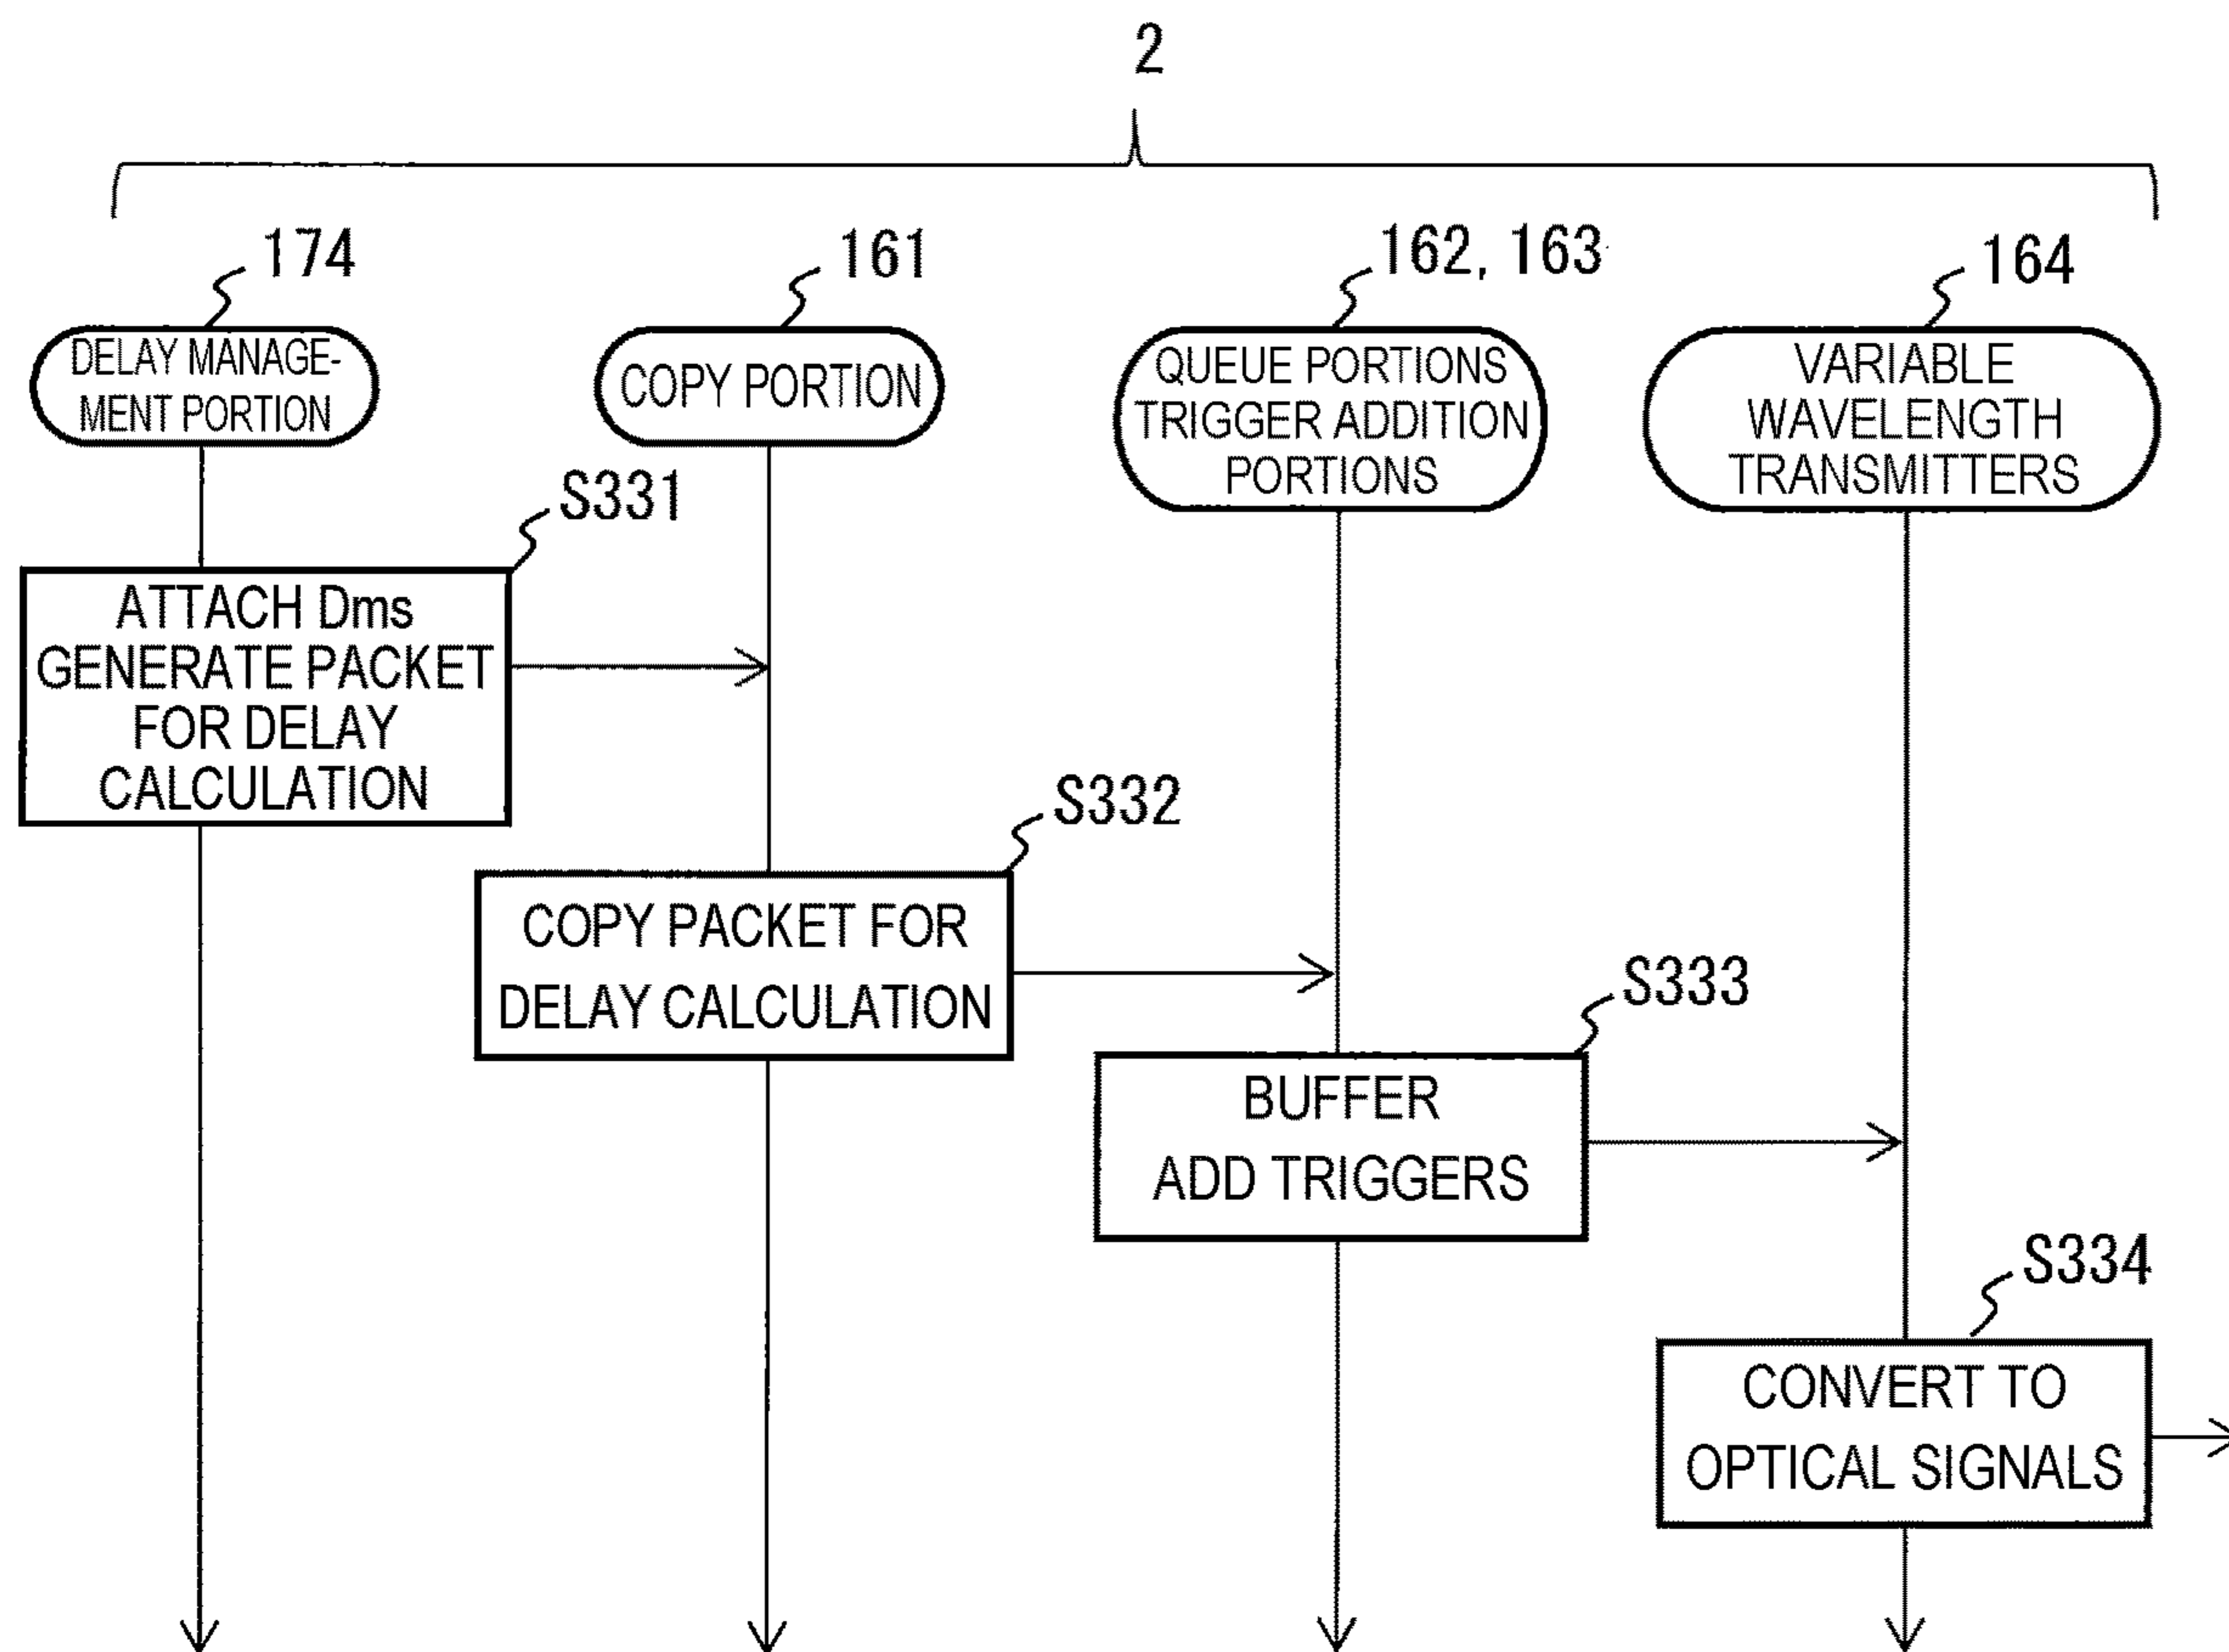 2
174
161
162, 163
164
DELAY MANAGE-
MENT PORTION
COPY PORTION
QUEUE PORTIONS
TRIGGER ADDITION
PORTIONS
VARIABLE
WAVELENGTH
TRANSMITTERS
S331
ATTACH Dms
GENERATE PACKET
FOR DELAY
CALCULATION
S332
COPY PACKET FOR
DELAY CALCULATION
S333
BUFFER
ADD TRIGGERS
S334
CONVERT TO
OPTICAL SIGNALS